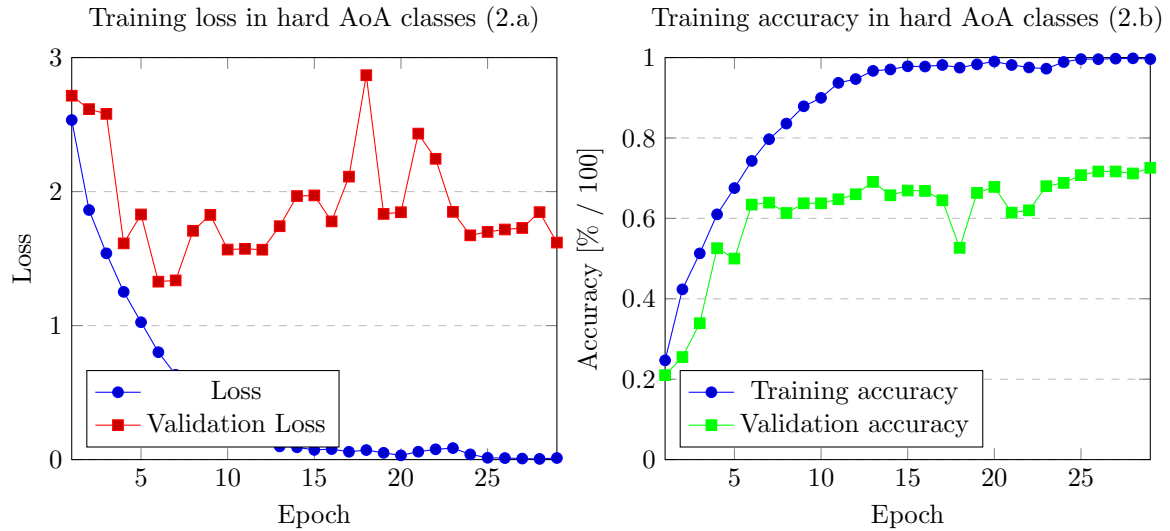 Training loss in hard AoA classes (2.a)
3
2
1
0
Loss
5
10
15
20
25
Epoch
Loss
Validation Loss
Training accuracy in hard AoA classes (2.b)
1
0.8
0.6
0.4
0.2
0
Accuracy [% / 100]
5
10
15
20
25
Epoch
Training accuracy
Validation accuracy